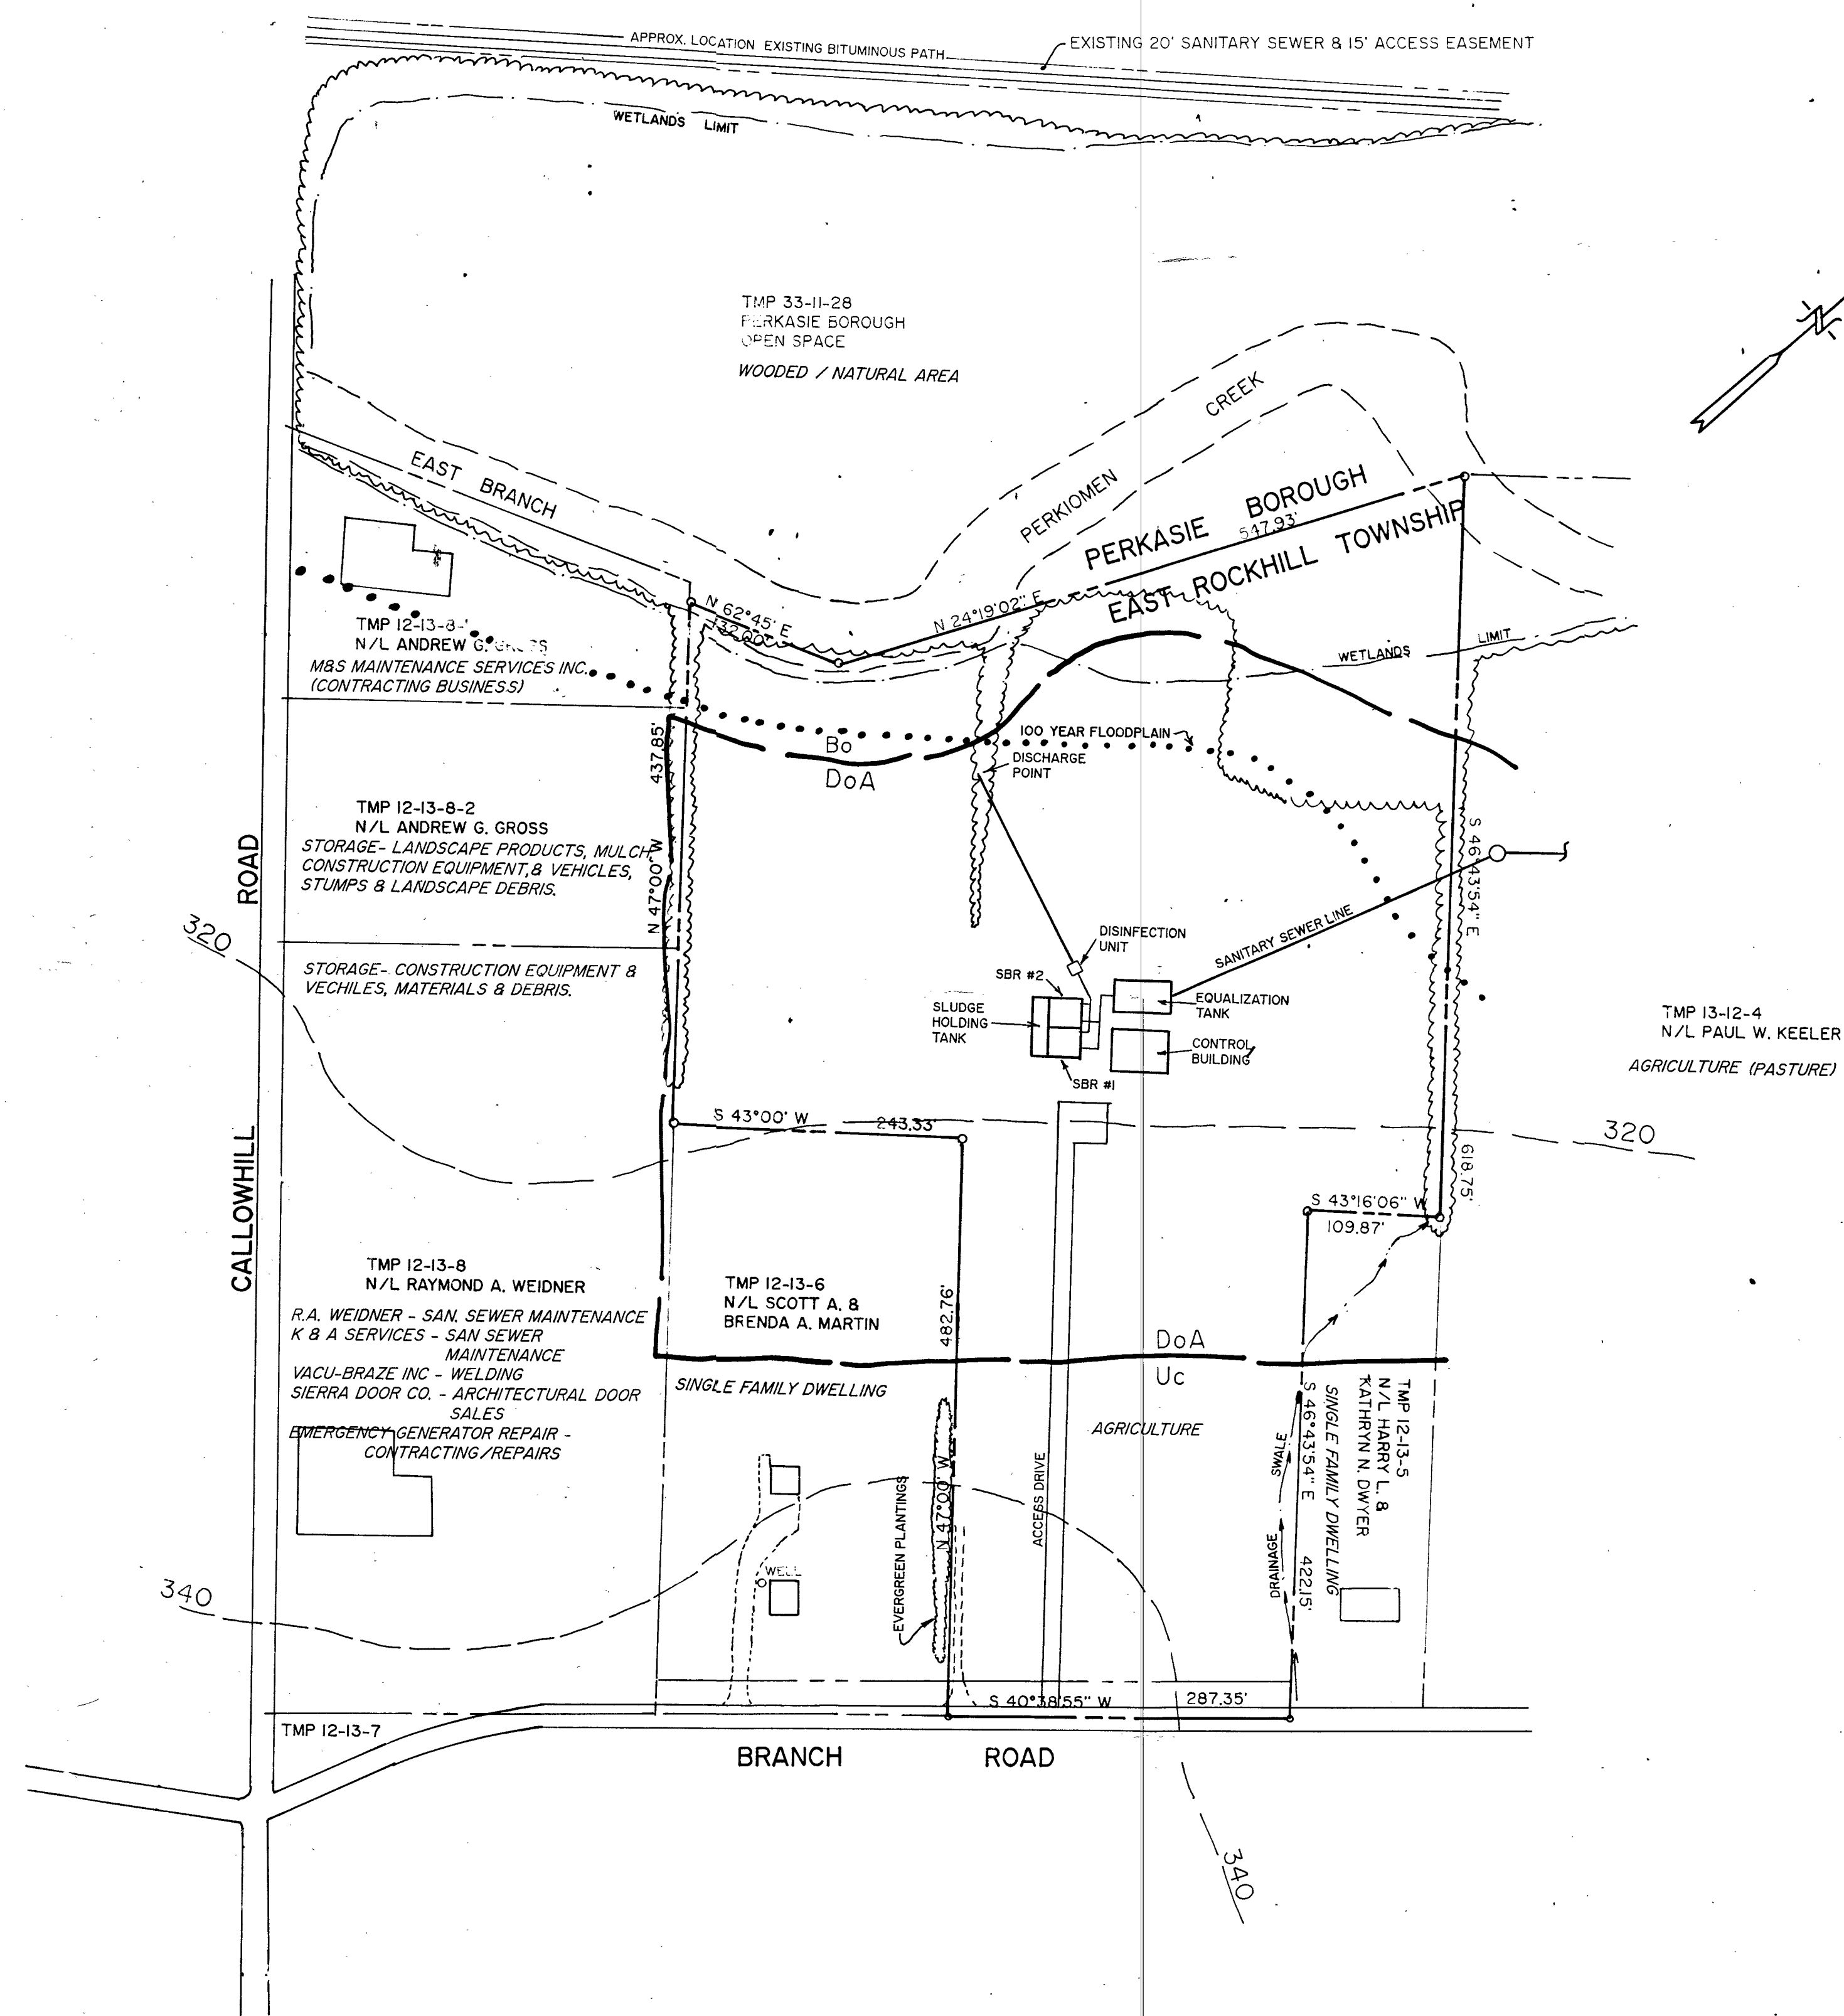 APPROX. LOCATION EXISTING BITUMINOUS PATH
EXISTING 20' SANITARY SEWER & 15' ACCESS EASEMENT
WETLANDS LIMIT
TMP 33-11-28
PERKASIE BOROUGH
OPEN SPACE
WOODED / NATURAL AREA
EAST BRANCH
PERKIOMEN
CREEK
PERKASIE BOROUGH
547.93'
EAST ROCKHILL TOWNSHIP
N 62°45' E
132.00'
N 24°19'02" E
WETLANDS LIMIT
TMP 12-13-8-
N/L ANDREW G. GROSS
M&S MAINTENANCE SERVICES INC.
(CONTRACTING BUSINESS)
437.85'
N 47°00' W
Bo
DoA
100 YEAR FLOODPLAIN
DISCHARGE
POINT
TMP 12-13-8-2
N/L ANDREW G. GROSS
STORAGE- LANDSCAPE PRODUCTS, MULCH
CONSTRUCTION EQUIPMENT,& VEHICLES,
STUMPS & LANDSCAPE DEBRIS.
S 46°43'54" E
618.75'
ROAD
CALLOWHILL
320
STORAGE- CONSTRUCTION EQUIPMENT &
VECHILES, MATERIALS & DEBRIS.
DISINFECTION
UNIT
SANITARY SEWER LINE
SBR #2
SLUDGE
HOLDING
TANK
EQUALIZATION
TANK
CONTROL
BUILDING
SBR #1
TMP 13-12-4
N/L PAUL W. KEELER
AGRICULTURE (PASTURE)
S 43°00' W
243.33'
320
S 43°16'06" W
109.87'
TMP 12-13-8
N/L RAYMOND A. WEIDNER
R.A. WEIDNER - SAN. SEWER MAINTENANCE
K & A SERVICES - SAN SEWER
MAINTENANCE
VACU-BRAZE INC - WELDING
SIERRA DOOR CO. - ARCHITECTURAL DOOR
SALES
EMERGENCY GENERATOR REPAIR -
CONTRACTING/REPAIRS
TMP 12-13-6
N/L SCOTT A. &
BRENDA A. MARTIN
482.76'
N 47°00' W
DoA
Uc
SINGLE FAMILY DWELLING
AGRICULTURE
TMP 12-13-5
N/L HARRY L. &
KATHRYN N. DWYER
SINGLE FAMILY DWELLING
S 46°43'54" E 422.15'
DRAINAGE SWALE
ACCESS DRIVE
EVERGREEN PLANTINGS
WELL
340
S 40°38'55" W
287.35'
TMP 12-13-7
BRANCH ROAD
340